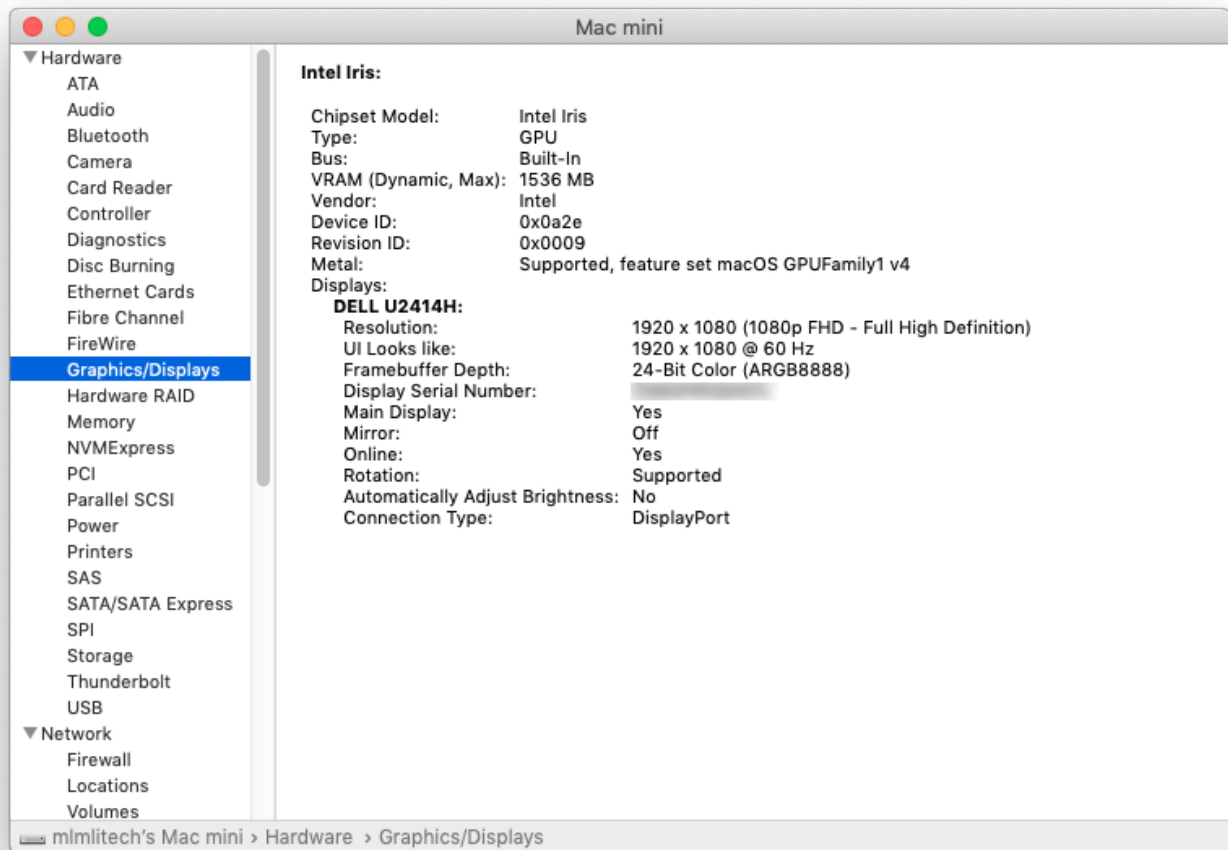 Mac mini
Hardware
ATA
Audio
Bluetooth
Camera
Card Reader
Controller
Diagnostics
Disc Burning
Ethernet Cards
Fibre Channel
FireWire
Graphics/Displays
Hardware RAID
Memory
NVMExpress
PCI
Parallel SCSI
Power
Printers
SAS
SATA/SATA Express
SPI
Storage
Thunderbolt
USB
Network
Firewall
Locations
Volumes
Intel Iris:
Chipset Model: Intel Iris
Type: GPU
Bus: Built-In
VRAM (Dynamic, Max): 1536 MB
Vendor: Intel
Device ID: 0x0a2e
Revision ID: 0x0009
Metal: Supported, feature set macOS GPUFamily1 v4
Displays:
DELL U2414H:
Resolution: 1920 x 1080 (1080p FHD - Full High Definition)
UI Looks like: 1920 x 1080 @ 60 Hz
Framebuffer Depth: 24-Bit Color (ARGB8888)
Display Serial Number:
Main Display: Yes
Mirror: Off
Online: Yes
Rotation: Supported
Automatically Adjust Brightness: No
Connection Type: DisplayPort
mlmlitech's Mac mini › Hardware › Graphics/Displays